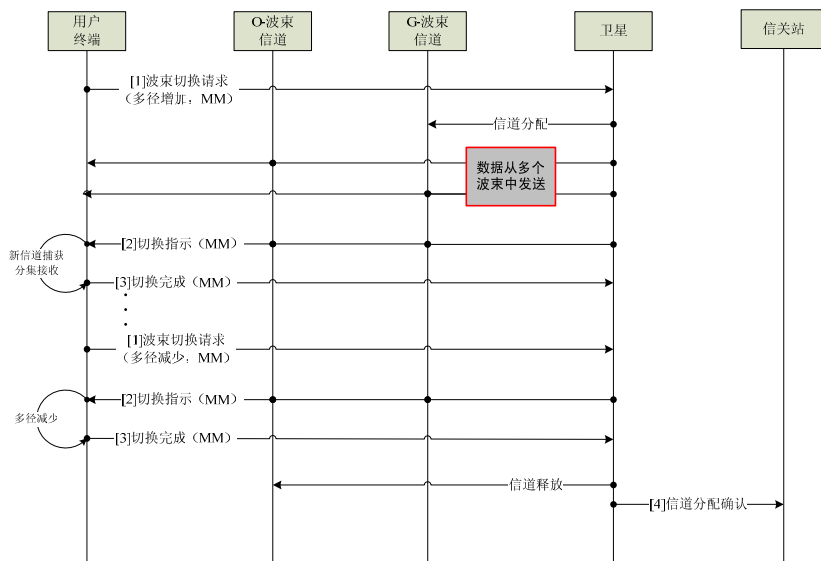 用户
终端
O-波束
信道
G-波束
信道
卫星
信关站
[1]波束切换请求
（多径增加，MM）
信道分配
数据从多个
波束中发送
[2]切换指示（MM）
新信道捕获
分集接收
[3]切换完成（MM）
[1]波束切换请求
（多径减少，MM）
[2]切换指示（MM）
多径减少
[3]切换完成（MM）
信道释放
[4]信道分配确认